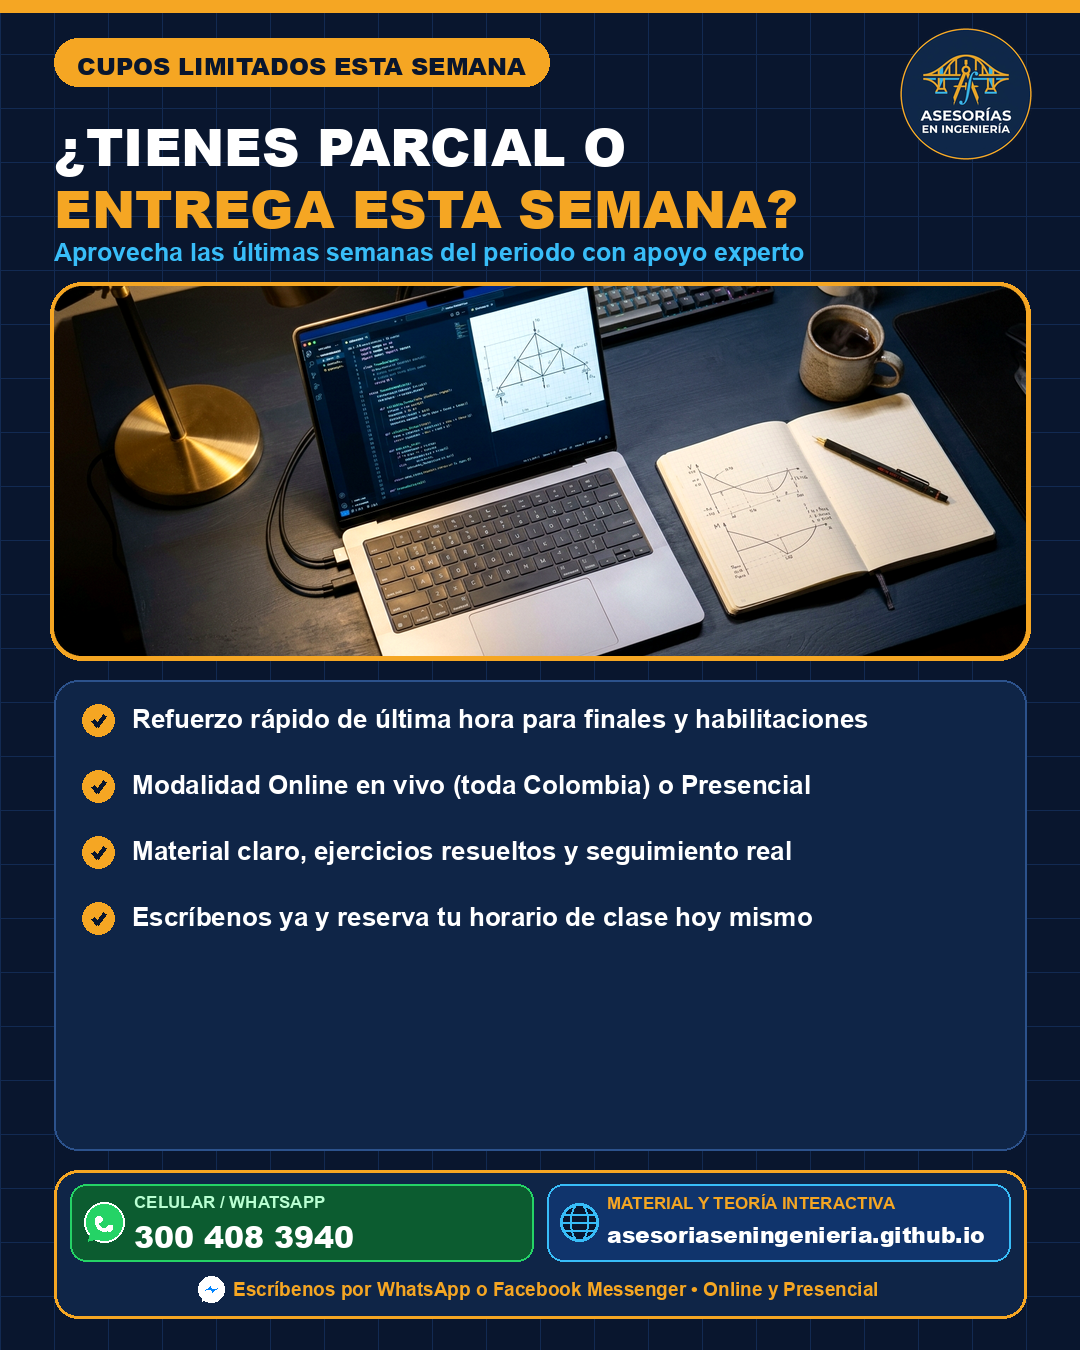 CUPOS LIMITADOS ESTA SEMANA
ASESORÍAS
EN INGENIERÍA
¿TIENES PARCIAL O
ENTREGA ESTA SEMANA?
Aprovecha las últimas semanas del periodo con apoyo experto
Refuerzo rápido de última hora para finales y habilitaciones
Modalidad Online en vivo (toda Colombia) o Presencial
Material claro, ejercicios resueltos y seguimiento real
Escríbenos ya y reserva tu horario de clase hoy mismo
CELULAR / WHATSAPP
300 408 3940
MATERIAL Y TEORÍA INTERACTIVA
asesoriaseningenieria.github.io
Escríbenos por WhatsApp o Facebook Messenger • Online y Presencial